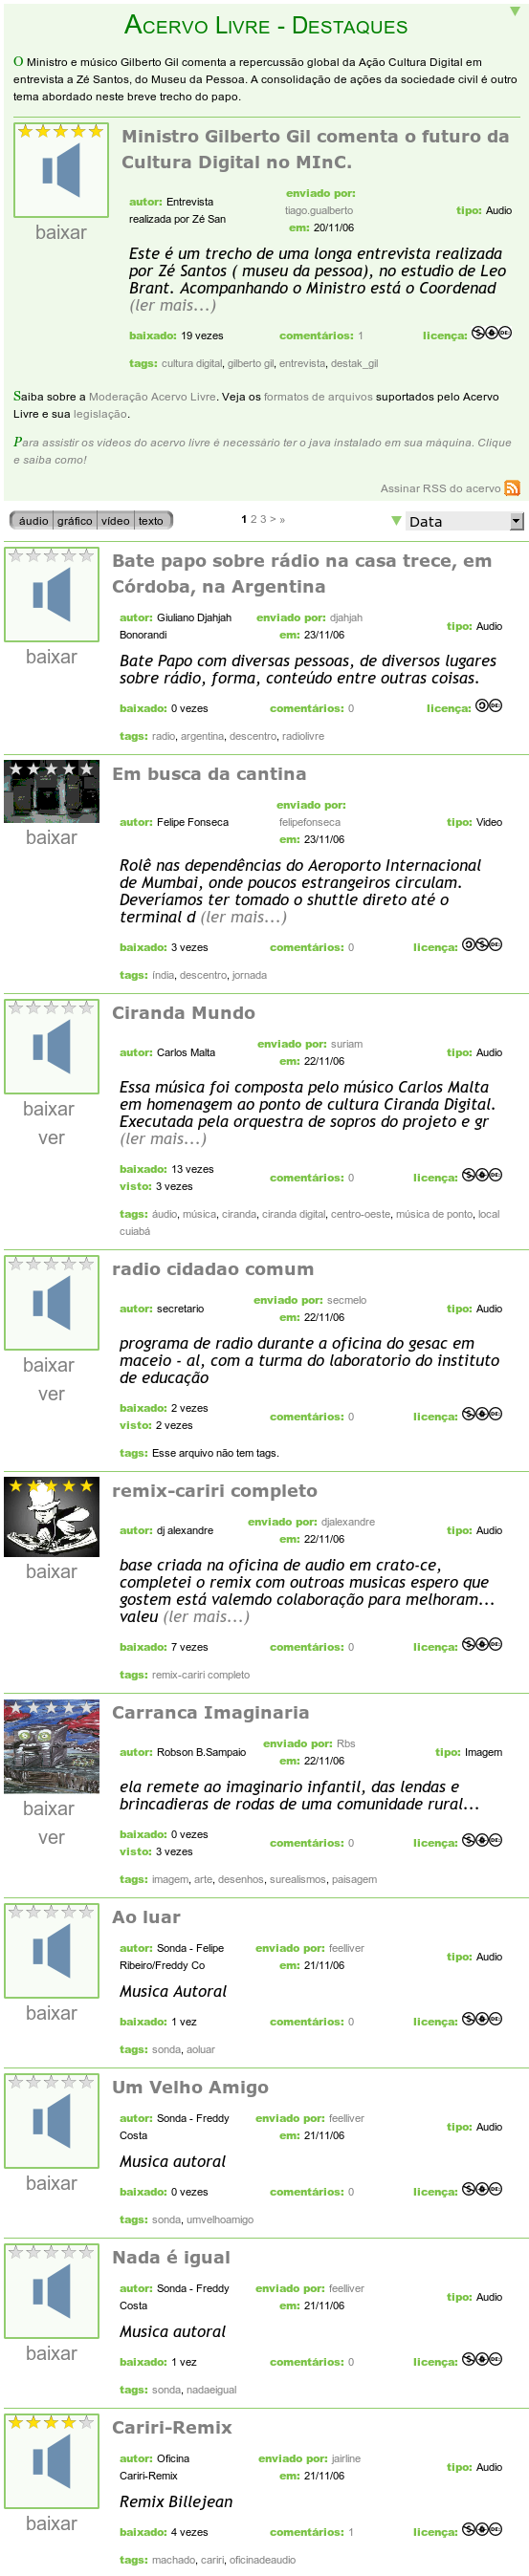 Acervo Livre - Destaques
O Ministro e músico Gilberto Gil comenta a repercussão global da Ação Cultura Digital em
entrevista a Zé Santos, do Museu da Pessoa. A consolidação de ações da sociedade civil é outro
tema abordado neste breve trecho do papo.
Ministro Gilberto Gil comenta o futuro da
Cultura Digital no MInC.
baixar
autor: Entrevista
realizada por Zé San
enviado por:
tiago.gualberto
em: 20/11/06
tipo: Audio
Este é um trecho de uma longa entrevista realizada
por Zé Santos ( museu da pessoa), no estudio de Leo
Brant. Acompanhando o Ministro está o Coordenad
(ler mais...)
baixado: 19 vezes comentários: 1 licença:
tags: cultura digital, gilberto gil, entrevista, destak_gil
Saiba sobre a Moderação Acervo Livre. Veja os formatos de arquivos suportados pelo Acervo
Livre e sua legislação.
Para assistir os vídeos do acervo livre é necessário ter o java instalado em sua máquina. Clique
e saiba como!
Assinar RSS do acervo
áudio gráfico vídeo texto 1 2 3 > » Data
Bate papo sobre rádio na casa trece, em
Córdoba, na Argentina
baixar
autor: Giuliano Djahjah
Bonorandi
enviado por: djahjah
em: 23/11/06
tipo: Audio
Bate Papo com diversas pessoas, de diversos lugares
sobre rádio, forma, conteúdo entre outras coisas.
baixado: 0 vezes comentários: 0 licença:
tags: radio, argentina, descentro, radiolivre
Em busca da cantina
baixar
autor: Felipe Fonseca
enviado por:
felipefonseca
em: 23/11/06
tipo: Video
Rolê nas dependências do Aeroporto Internacional
de Mumbai, onde poucos estrangeiros circulam.
Deveríamos ter tomado o shuttle direto até o
terminal d (ler mais...)
baixado: 3 vezes comentários: 0 licença:
tags: índia, descentro, jornada
Ciranda Mundo
baixar
ver
autor: Carlos Malta
enviado por: suriam
em: 22/11/06
tipo: Audio
Essa música foi composta pelo músico Carlos Malta
em homenagem ao ponto de cultura Ciranda Digital.
Executada pela orquestra de sopros do projeto e gr
(ler mais...)
baixado: 13 vezes
visto: 3 vezes
comentários: 0 licença:
tags: áudio, música, ciranda, ciranda digital, centro-oeste, música de ponto, local
cuiabá
radio cidadao comum
baixar
ver
autor: secretario
enviado por: secmelo
em: 22/11/06
tipo: Audio
programa de radio durante a oficina do gesac em
maceio - al, com a turma do laboratorio do instituto
de educação
baixado: 2 vezes
visto: 2 vezes
comentários: 0 licença:
tags: Esse arquivo não tem tags.
remix-cariri completo
baixar
autor: dj alexandre
enviado por: djalexandre
em: 22/11/06
tipo: Audio
base criada na oficina de audio em crato-ce,
completei o remix com outroas musicas espero que
gostem está valemdo colaboração para melhoram...
valeu (ler mais...)
baixado: 7 vezes comentários: 0 licença:
tags: remix-cariri completo
Carranca Imaginaria
baixar
ver
autor: Robson B.Sampaio
enviado por: Rbs
em: 22/11/06
tipo: Imagem
ela remete ao imaginario infantil, das lendas e
brincadieras de rodas de uma comunidade rural...
baixado: 0 vezes
visto: 3 vezes
comentários: 0 licença:
tags: imagem, arte, desenhos, surealismos, paisagem
Ao luar
baixar
autor: Sonda - Felipe
Ribeiro/Freddy Co
enviado por: feelliver
em: 21/11/06
tipo: Audio
Musica Autoral
baixado: 1 vez comentários: 0 licença:
tags: sonda, aoluar
Um Velho Amigo
baixar
autor: Sonda - Freddy
Costa
enviado por: feelliver
em: 21/11/06
tipo: Audio
Musica autoral
baixado: 0 vezes comentários: 0 licença:
tags: sonda, umvelhoamigo
Nada é igual
baixar
autor: Sonda - Freddy
Costa
enviado por: feelliver
em: 21/11/06
tipo: Audio
Musica autoral
baixado: 1 vez comentários: 0 licença:
tags: sonda, nadaeigual
Cariri-Remix
baixar
autor: Oficina
Cariri-Remix
enviado por: jairline
em: 21/11/06
tipo: Audio
Remix Billejean
baixado: 4 vezes comentários: 1 licença:
tags: machado, cariri, oficinadeaudio